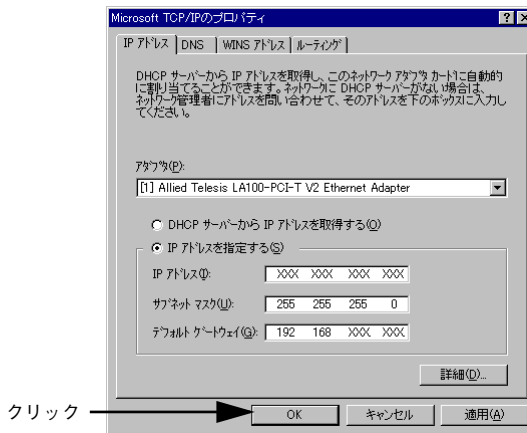 Microsoft TCP/IPのプロパティ
IP アドレス DNS WINS アドレス ルーティング
DHCP サーバーから IP アドレスを取得し、このネットワーク アダプタ カードに自動的
に割り当てることができます。ネットワークに DHCP サーバーがない場合は、
ネットワーク管理者にアドレスを問い合わせて、そのアドレスを下のボックスに入力し
てください。
アダプタ(P):
[1] Allied Telesis LA100-PCI-T V2 Ethernet Adapter
DHCP サーバーから IP アドレスを取得する(O)
IP アドレスを指定する(S)
IP アドレス(I): XXX XXX XXX XXX
サブネット マスク(U): 255 255 255 0
デフォルト ゲートウェイ(G): 192 168 XXX XXX
詳細(D)...
クリック
OK キャンセル 適用(A)